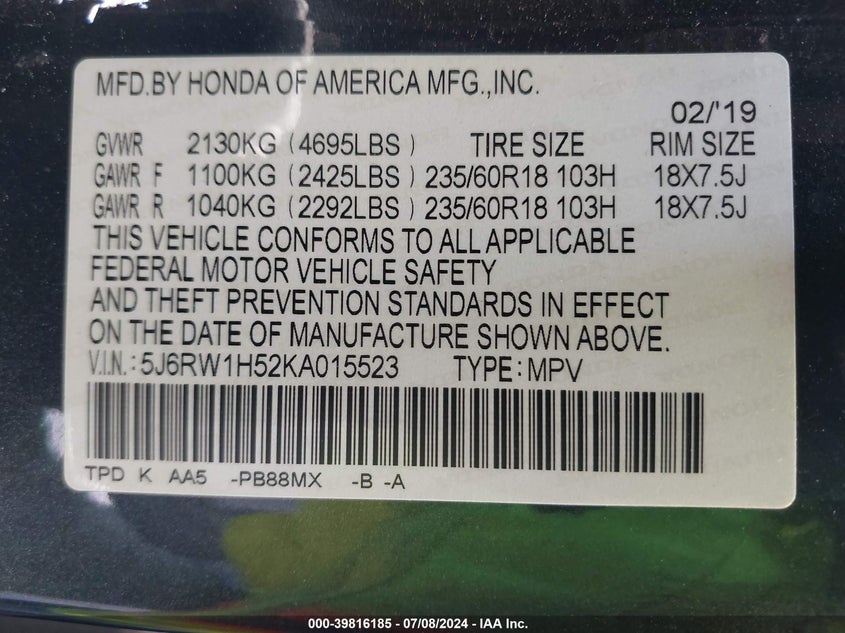 MFD.BY HONDA OF AMERICA MFG.,INC.
02/'19
GVWR 2130KG (4695LBS) TIRE SIZE RIM SIZE
GAWR F 1100KG (2425LBS) 235/60R18 103H 18X7.5J
GAWR R 1040KG (2292LBS) 235/60R18 103H 18X7.5J
THIS VEHICLE CONFORMS TO ALL APPLICABLE
FEDERAL MOTOR VEHICLE SAFETY
AND THEFT PREVENTION STANDARDS IN EFFECT
ON THE DATE OF MANUFACTURE SHOWN ABOVE.
V.I.N.: 5J6RW1H52KA015523 TYPE: MPV
TPD K AA5 -PB88MX -B -A
000-39816185 - 07/08/2024 - IAA Inc.